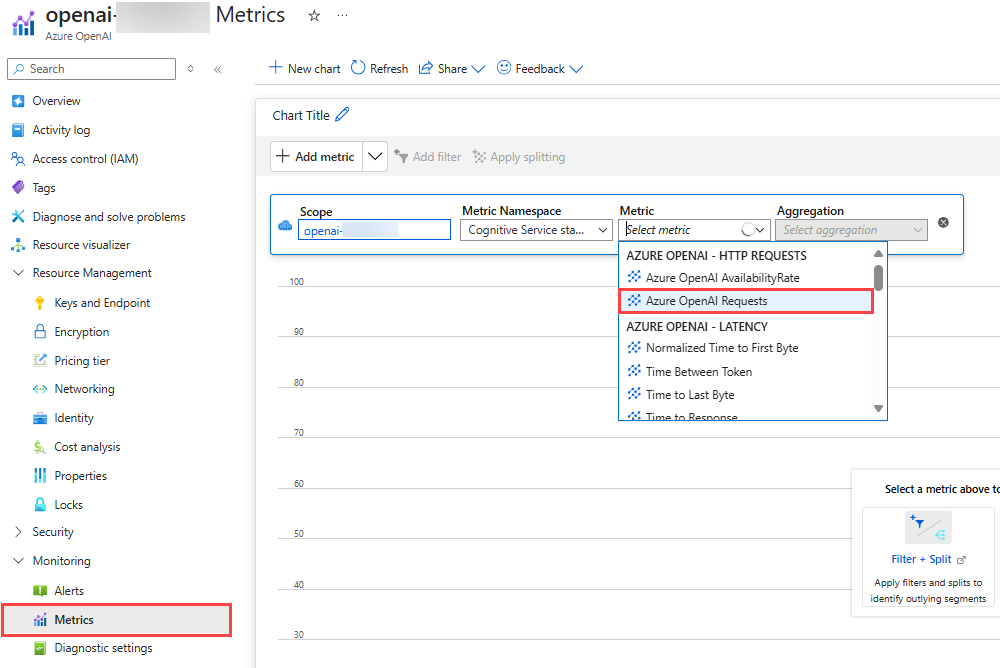 openai- Metrics
Azure OpenAI
Search
Overview
Activity log
Access control (IAM)
Tags
Diagnose and solve problems
Resource visualizer
Resource Management
Keys and Endpoint
Encryption
Pricing tier
Networking
Identity
Cost analysis
Properties
Locks
Security
Monitoring
Alerts
Metrics
Diagnostic settings
New chart Refresh Share Feedback
Chart Title
Add metric Add filter Apply splitting
Scope Metric Namespace Metric Aggregation
openai- Cognitive Service sta... Select metric Select aggregation
AZURE OPENAI - HTTP REQUESTS
Azure OpenAI AvailabilityRate
Azure OpenAI Requests
AZURE OPENAI - LATENCY
Normalized Time to First Byte
Time Between Token
Time to Last Byte
Time to Response
100
90
80
70
60
50
40
30
Select a metric above to
Filter + Split
Apply filters and splits to
identify outlying segments